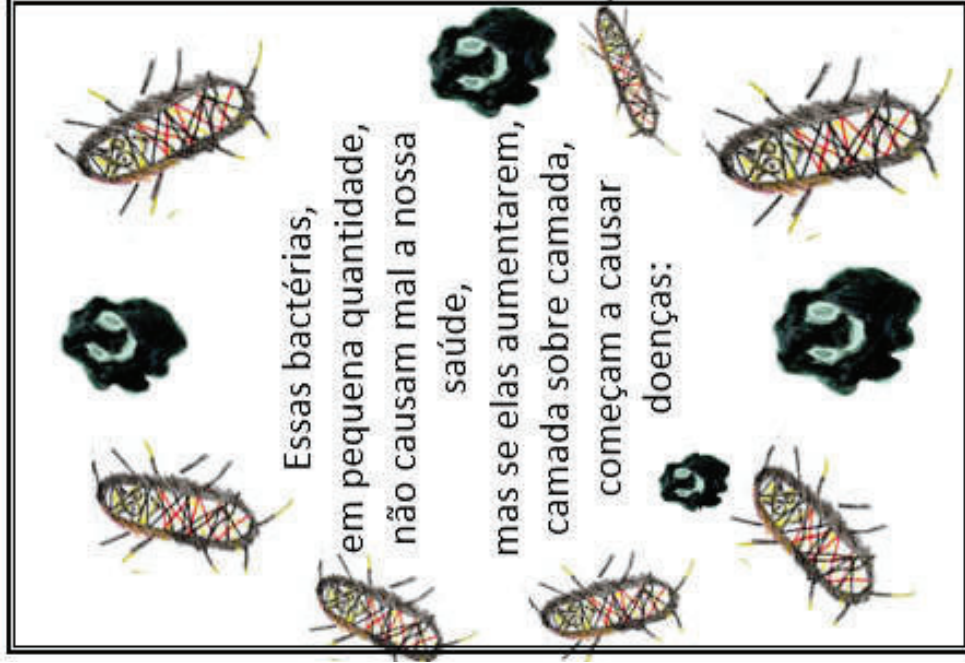 Essas bactérias,
em pequena quantidade,
não causam mal a nossa
saúde,
mas se elas aumentarem,
camada sobre camada,
começam a causar
doenças: